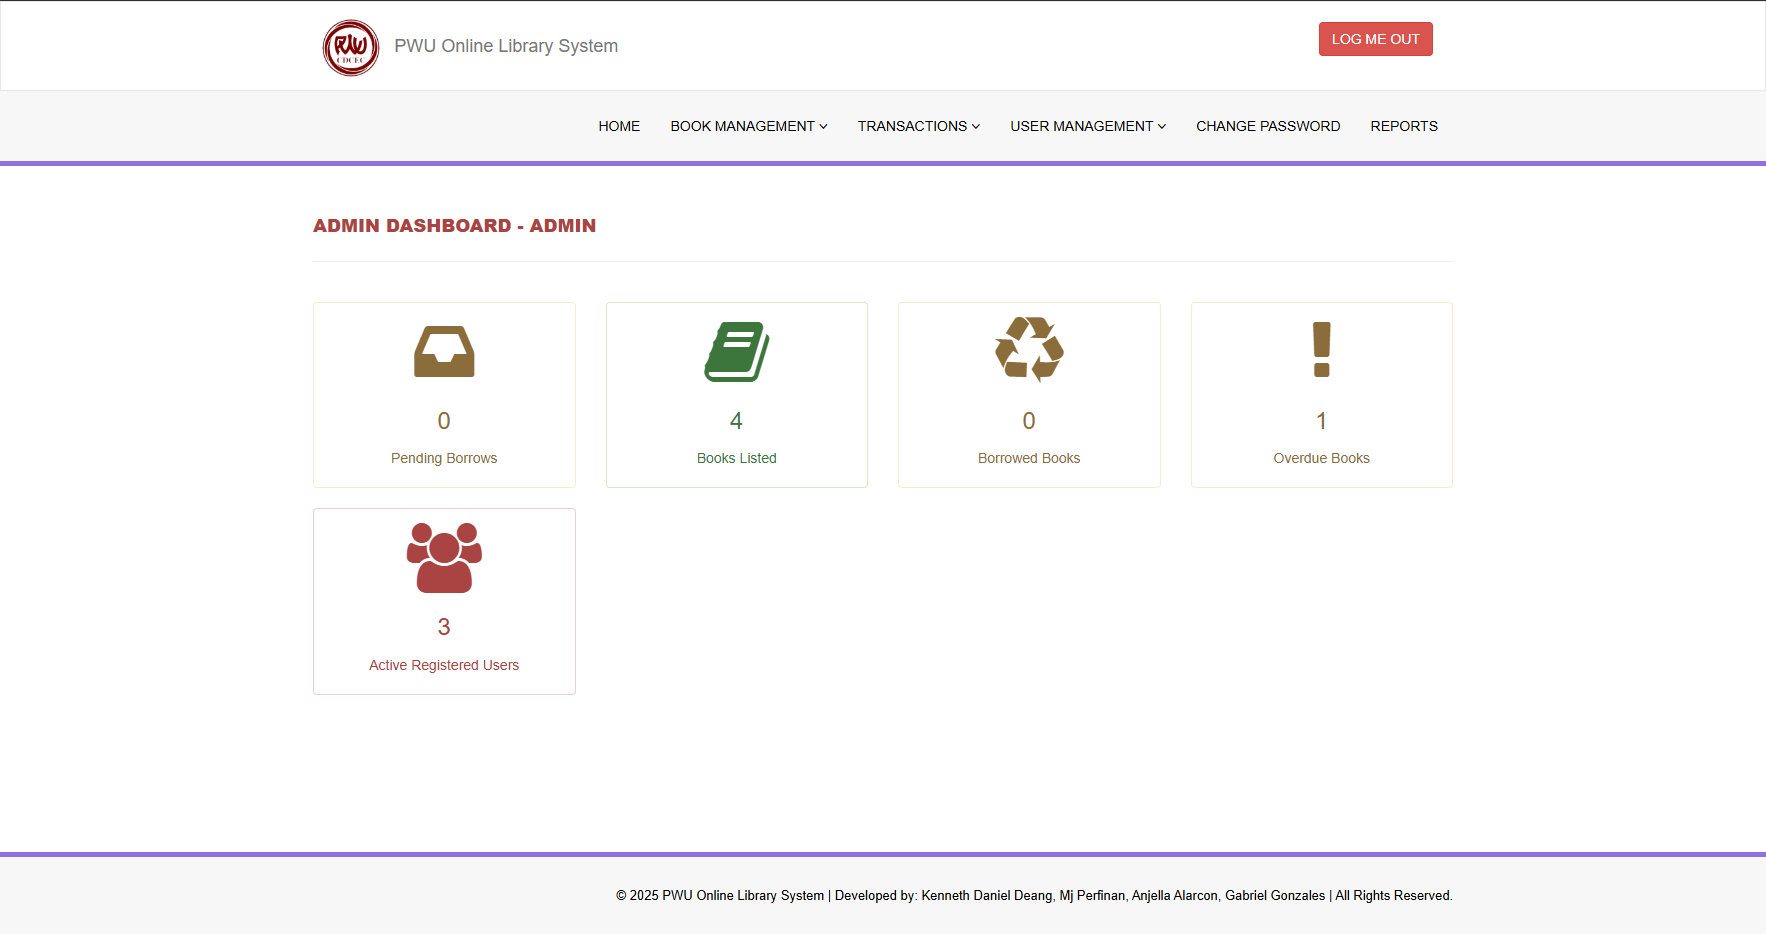 PWU
CDCEC
PWU Online Library System
LOG ME OUT
HOME BOOK MANAGEMENT TRANSACTIONS USER MANAGEMENT CHANGE PASSWORD REPORTS
ADMIN DASHBOARD - ADMIN
0
Pending Borrows
4
Books Listed
0
Borrowed Books
1
Overdue Books
3
Active Registered Users
© 2025 PWU Online Library System | Developed by: Kenneth Daniel Deang, Mj Perfinan, Anjella Alarcon, Gabriel Gonzales | All Rights Reserved.